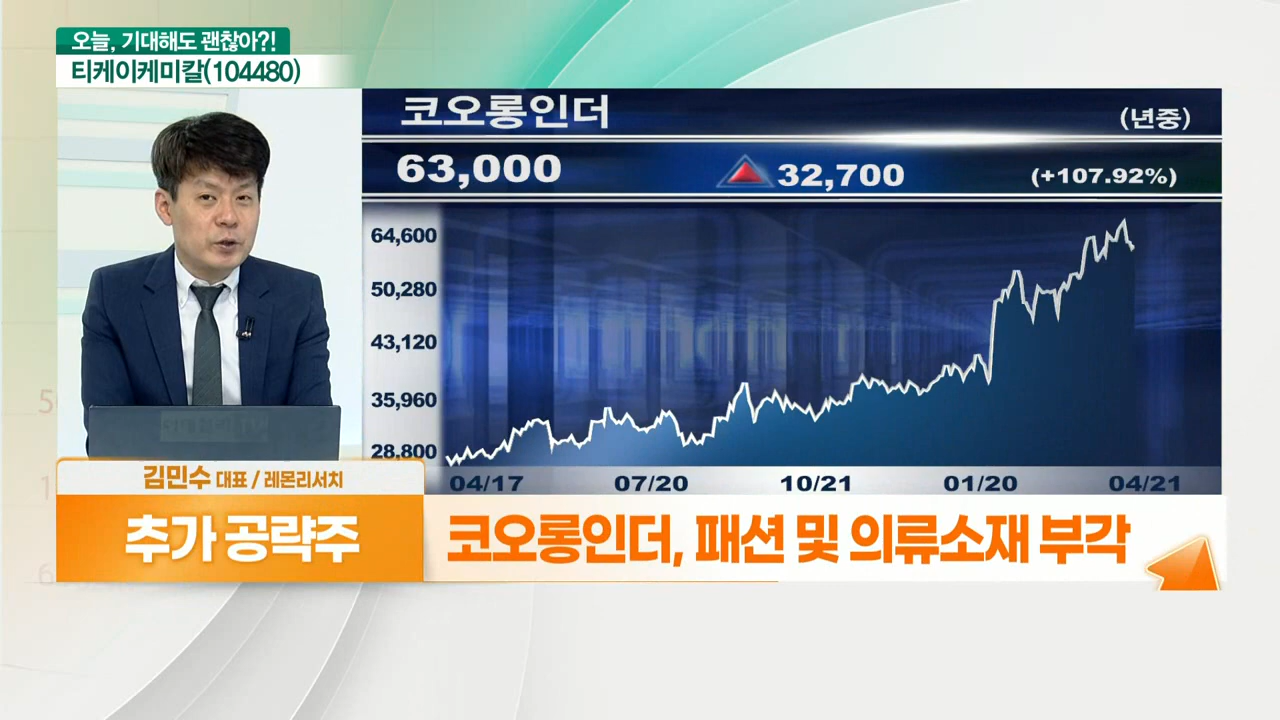 오늘, 기대해도 괜찮아?!
티케이케미칼(104480)
코오롱인더
(년중)
63,000
32,700
(+107.92%)
64,600
50,280
43,120
35,960
28,800
04/17 07/20 10/21 01/20 04/21
김민수 대표 / 레몬리서치
추가 공략주
코오롱인더, 패션 및 의류소재 부각